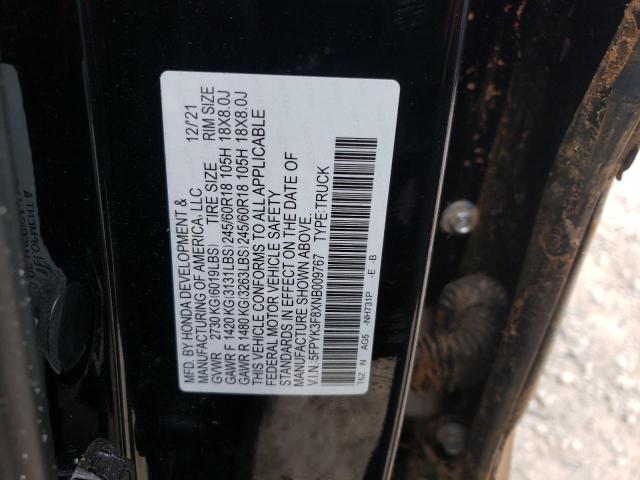 MFD. BY HONDA DEVELOPMENT & 12/'21
MANUFACTURING OF AMERICA, LLC
GVWR 2730 KG(6019LBS) TIRE SIZE RIM SIZE
GAWR F 1420 KG(3131LBS)245/60R18 105H 18X8.0J
GAWR R 1480 KG(3263LBS)245/60R18 105H 18X8.0J
THIS VEHICLE CONFORMS TO ALL APPLICABLE
FEDERAL MOTOR VEHICLE SAFETY
STANDARDS IN EFFECT ON THE DATE OF
MANUFACTURE SHOWN ABOVE.
V.I.N.:5FPYK3F8XNB009767 TYPE:TRUCK
TGZ N AG5 -NH731P -E -B